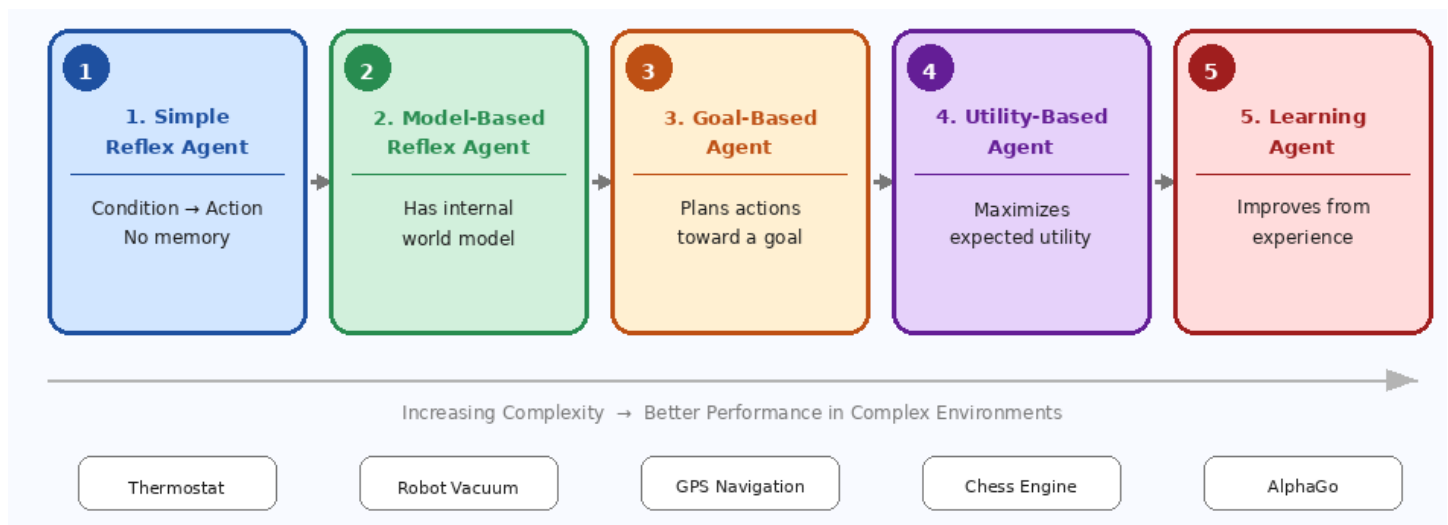 1
1. Simple
Reflex Agent
Condition → Action
No memory
2
2. Model-Based
Reflex Agent
Has internal
world model
3
3. Goal-Based
Agent
Plans actions
toward a goal
4
4. Utility-Based
Agent
Maximizes
expected utility
5
5. Learning
Agent
Improves from
experience
Increasing Complexity → Better Performance in Complex Environments
Thermostat
Robot Vacuum
GPS Navigation
Chess Engine
AlphaGo